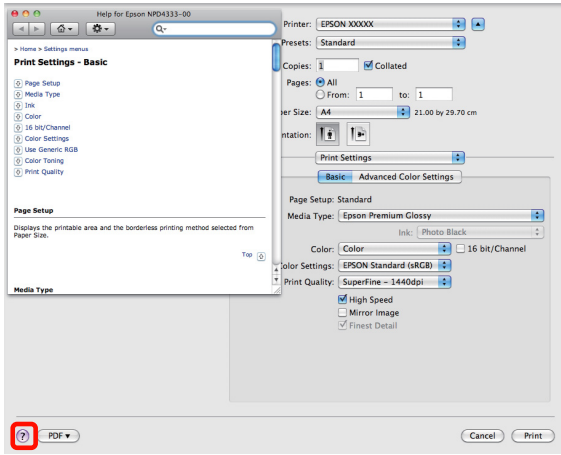 Help for Epson NPD4333-00
> Home > Settings menus
Print Settings - Basic
Page Setup
Media Type
Ink
Color
16 bit/Channel
Color Settings
Use Generic RGB
Color Toning
Print Quality
Page Setup
Displays the printable area and the borderless printing method selected from
Paper Size.
Top
Media Type
Printer: EPSON XXXXX
Presets: Standard
Copies: 1 Collated
Pages: All
From: 1 to: 1
per Size: A4 21.00 by 29.70 cm
ntation:
Print Settings
Basic Advanced Color Settings
Page Setup: Standard
Media Type: Epson Premium Glossy
Ink: Photo Black
Color: Color 16 bit/Channel
Color Settings: EPSON Standard (sRGB)
Print Quality: SuperFine - 1440dpi
High Speed
Mirror Image
Finest Detail
? PDF Cancel Print